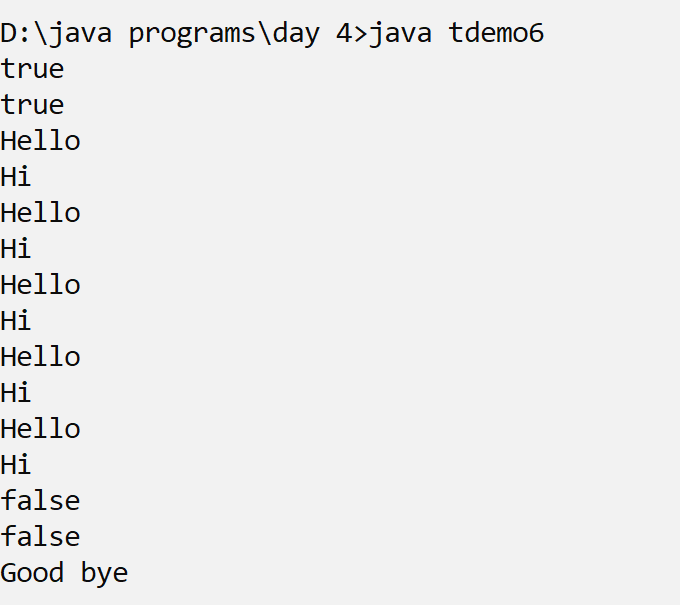 D:\java programs\day 4>java tdemo6
true
true
Hello
Hi
Hello
Hi
Hello
Hi
Hello
Hi
Hello
Hi
false
false
Good bye